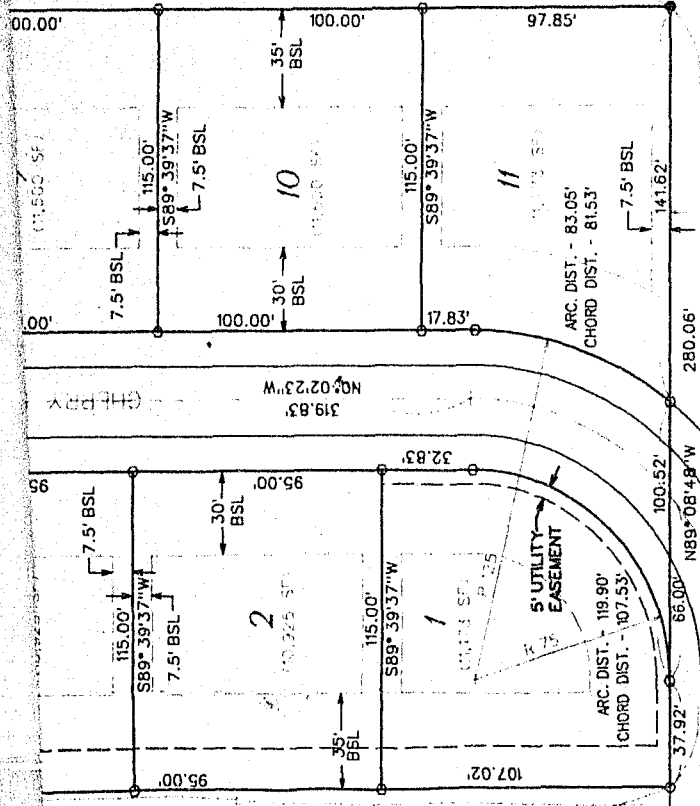 00.00'
100.00'
97.85'
35'
BSL
115.00'
S89° 39'37"W
7.5' BSL
7.5' BSL
10
115.00'
S89° 39'37"W
11
7.5' BSL
141.62'
30'
BSL
ARC. DIST. - 83.05'
CHORD DIST. - 81.53'
.00'
100.00'
17.83'
280.06'
CHERRY
319.83'
95
95.00'
32.83'
100.52'
N89° 08'48"W
30'
BSL
7.5' BSL
5' UTILITY
EASEMENT
66.00'
115.00'
S89° 39'37"W
7.5' BSL
2
115.00'
S89° 39'37"W
1
R 75
ARC. DIST. - 119.90'
CHORD DIST. - 107.53'
35'
BSL
37.92'
95.00'
107.02'